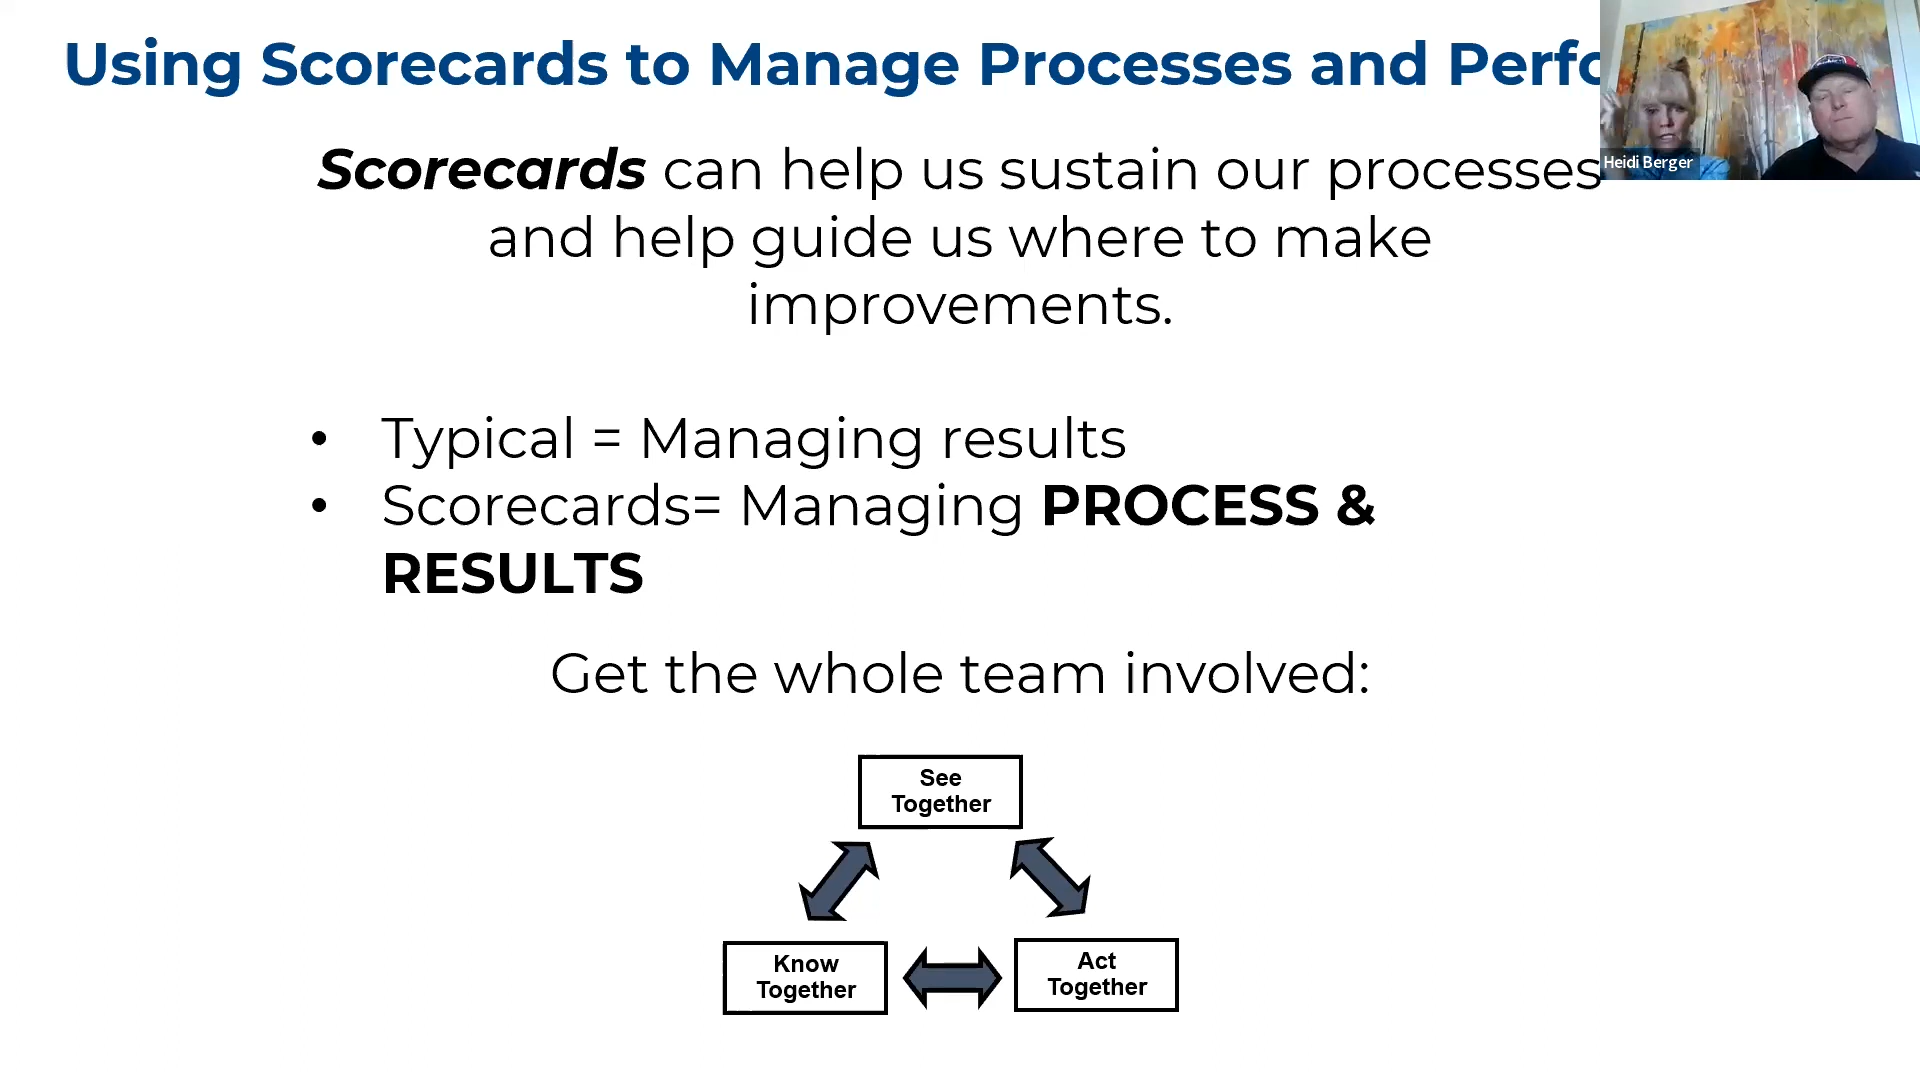 Using Scorecards to Manage Processes and
Scorecards can help us sustain our processes
and help guide us where to make
improvements.
• Typical = Managing results
• Scorecards= Managing PROCESS &
RESULTS
Get the whole team involved:
See
Together
Know
Together
Act
Together
Heidi Berger